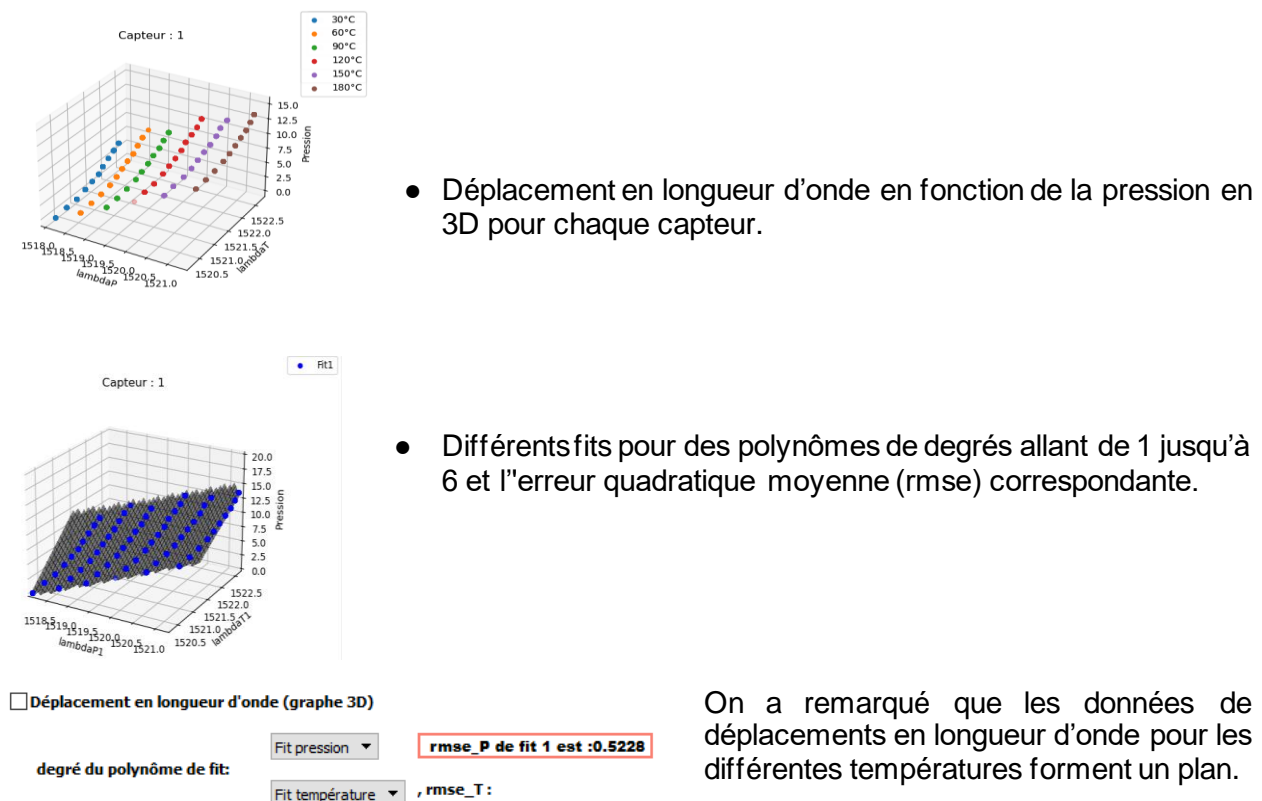 Capteur : 1
30°C
60°C
90°C
120°C
150°C
180°C
15.0
12.5
10.0
7.5
5.0
2.5
0.0
Pression
1522.5
1522.0
1521.5
1521.0
1520.5
lambdaT
1518.0
1518.5
1519.0
1519.5
1520.0
1520.5
1521.0
lambdaP
● Déplacement en longueur d’onde en fonction de la pression en
3D pour chaque capteur.
Fit1
Capteur : 1
20.0
17.5
15.0
12.5
10.0
7.5
5.0
2.5
0.0
Pression
1522.5
1522.0
1521.5
1521.0
1520.5
lambdaT1
1518.5
1519.0
1519.5
1520.0
1520.5
1521.0
lambdaP1
● Différents fits pour des polynômes de degrés allant de 1 jusqu’à
6 et l’'erreur quadratique moyenne (rmse) correspondante.
Déplacement en longueur d'onde (graphe 3D)
Fit pression
rmse_P de fit 1 est :0.5228
degré du polynôme de fit:
Fit température
, rmse_T :
On a remarqué que les données de
déplacements en longueur d’onde pour les
différentes températures forment un plan.